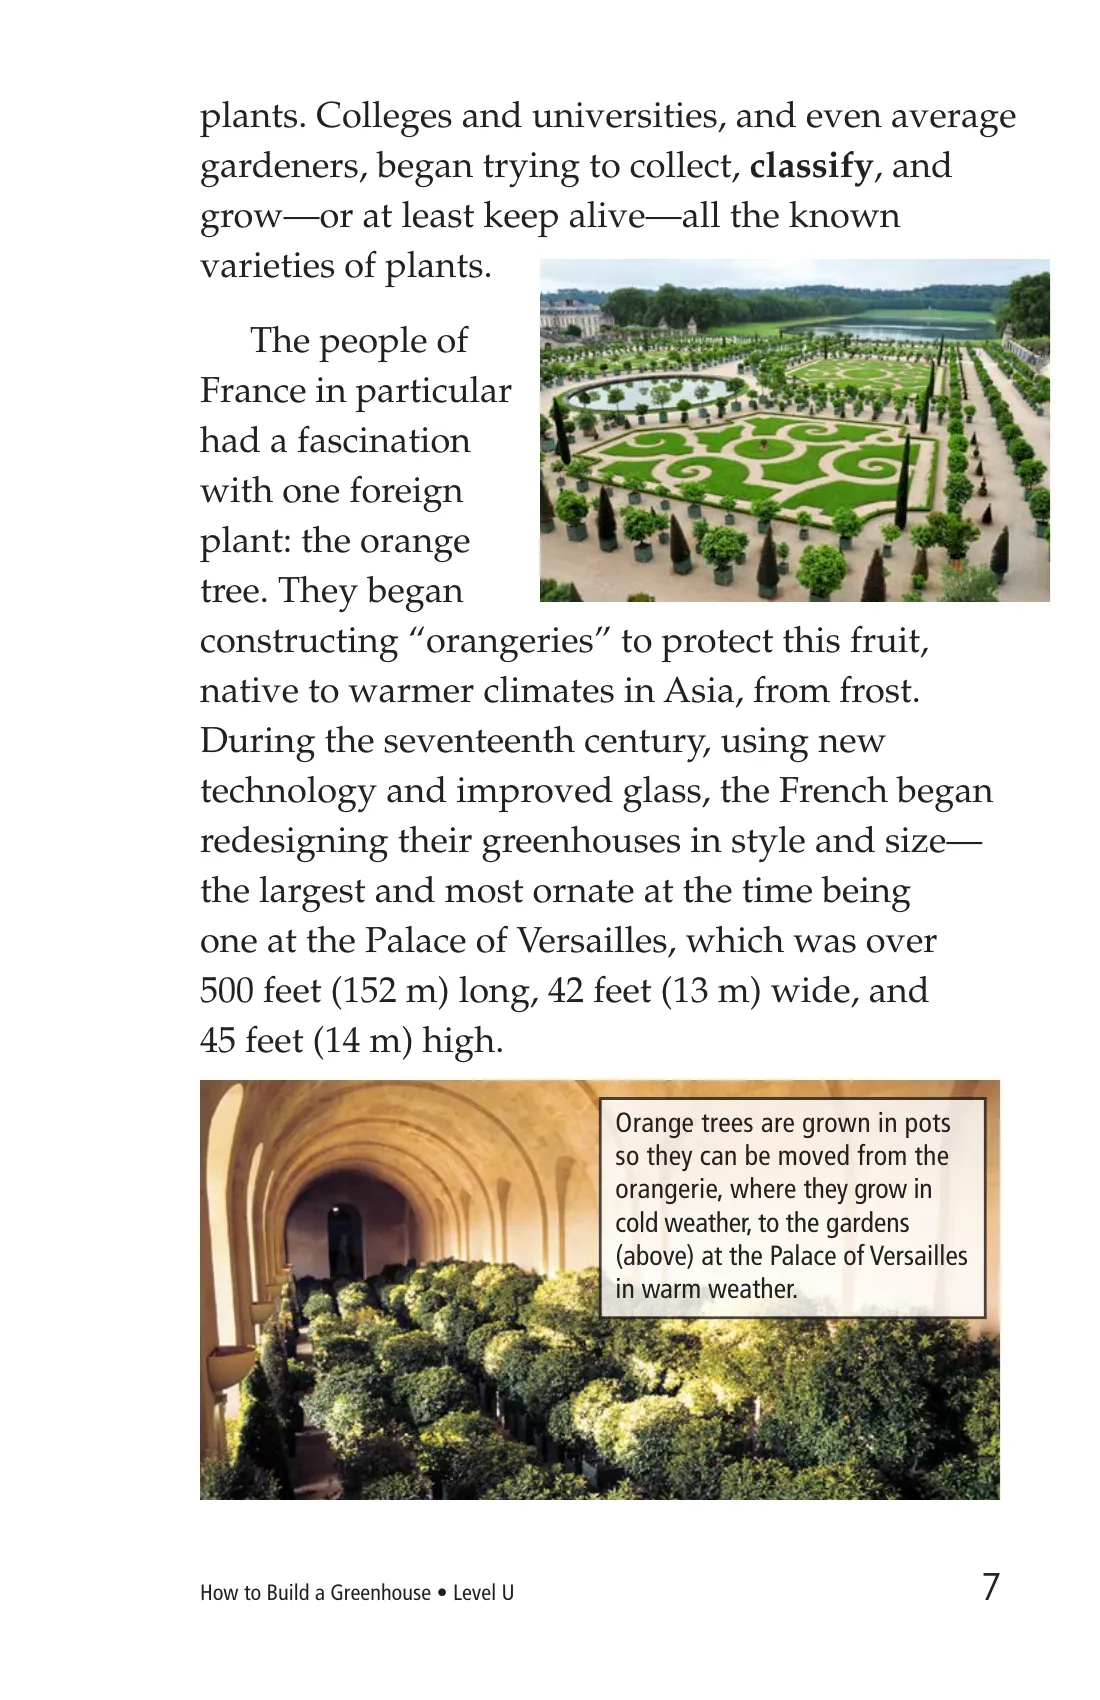 plants. Colleges and universities, and even average
gardeners, began trying to collect, classify, and
grow—or at least keep alive—all the known
varieties of plants.
The people of
France in particular
had a fascination
with one foreign
plant: the orange
tree. They began
constructing “orangeries” to protect this fruit,
native to warmer climates in Asia, from frost.
During the seventeenth century, using new
technology and improved glass, the French began
redesigning their greenhouses in style and size—
the largest and most ornate at the time being
one at the Palace of Versailles, which was over
500 feet (152 m) long, 42 feet (13 m) wide, and
45 feet (14 m) high.
Orange trees are grown in pots
so they can be moved from the
orangerie, where they grow in
cold weather, to the gardens
(above) at the Palace of Versailles
in warm weather.
How to Build a Greenhouse • Level U
7